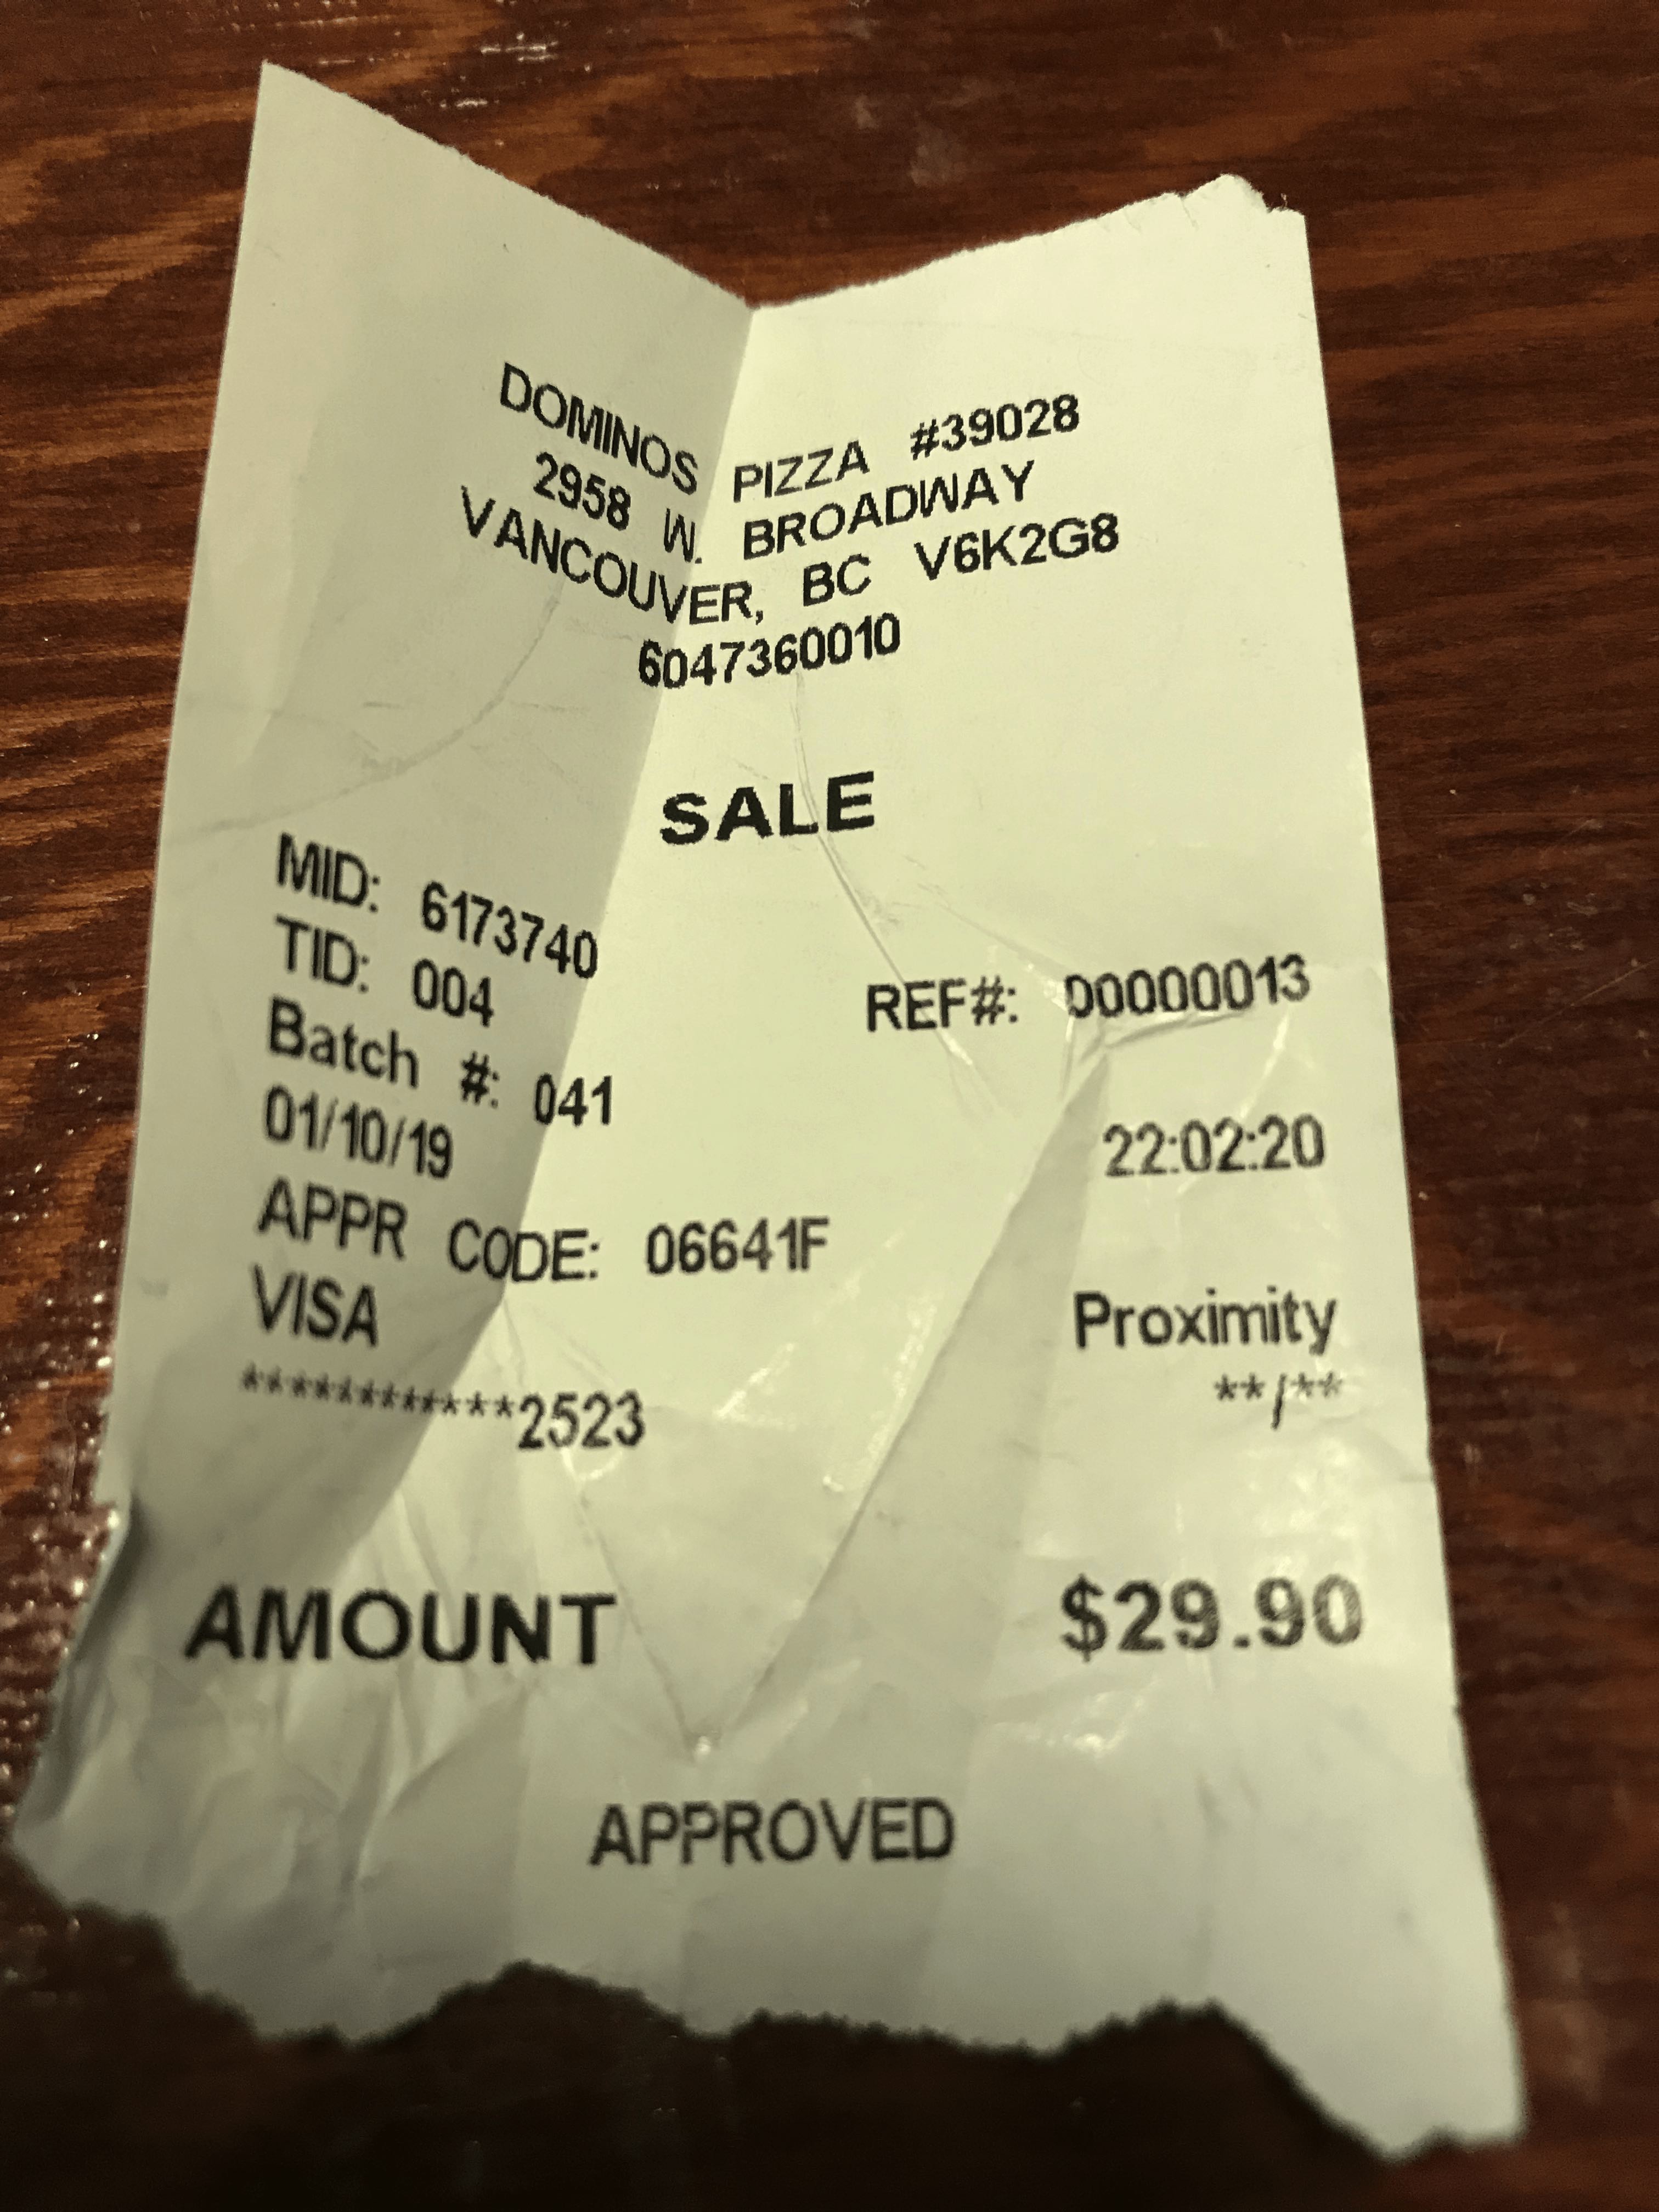 DOMINOS PIZZA #39028
2958 W. BROADWAY
VANCOUVER, BC V6K2G8
6047360010
SALE
MID: 6173740
TID: 004 REF#: 00000013
Batch #: 041
01/10/19 22:02:20
APPR CODE: 06641F
VISA Proximity
************2523 **/**
AMOUNT $29.90
APPROVED